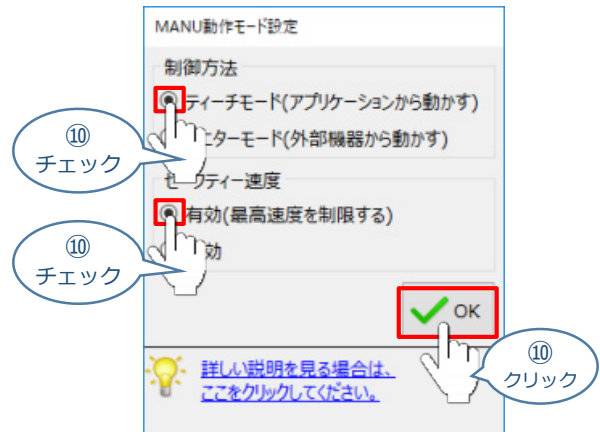 MANU動作モード設定
制御方法
ティーチモード(アプリケーションから動かす)
ターモード(外部機器から動かす)
⑩
チェック
ティー速度
有効(最高速度を制限する)
効
⑩
チェック
OK
詳しい説明を見る場合は、
ここをクリックしてください。
⑩
クリック